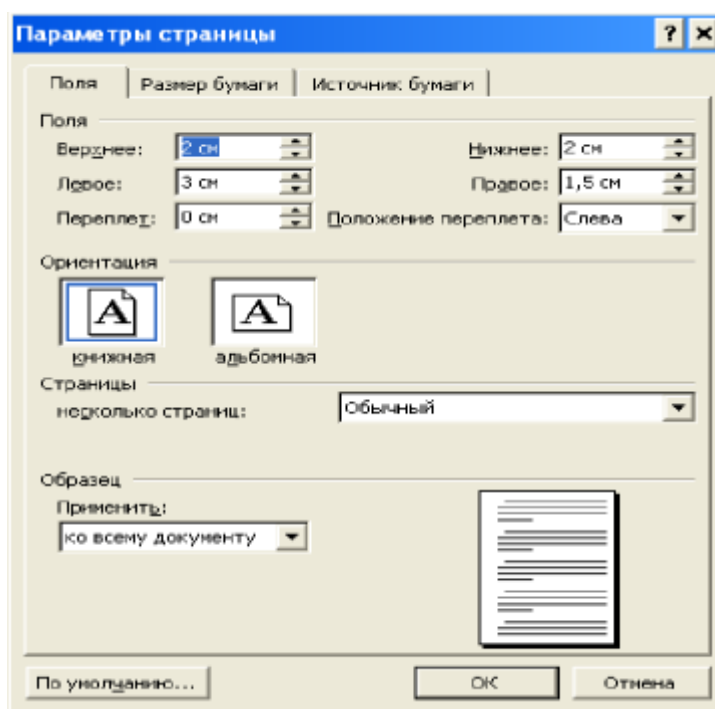 Параметры страницы
Поля Размер бумаги Источник бумаги
Поля
Верхнее: 2 см Нижнее: 2 см
Левое: 3 см Правое: 1,5 см
Переплет: 0 см Положение переплета: Слева
Ориентация
A A
книжная альбомная
Страницы
несколько страниц: Обычный
Образец
Применить:
ко всему документу
По умолчанию... ОК Отмена